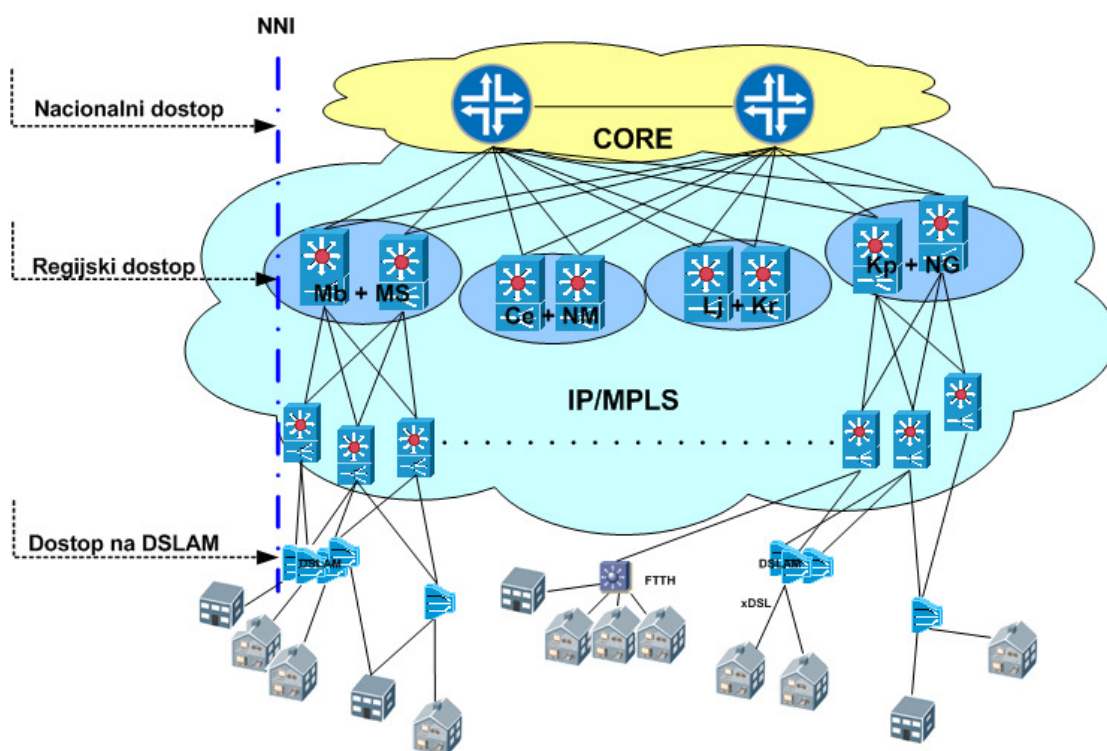 NNI
Nacionalni dostop
CORE
Regijski dostop
Mb + MS
Ce + NM
Lj + Kr
Kp + NG
IP/MPLS
Dostop na DSLAM
DSLAM
FTTH
DSLAM
xDSL